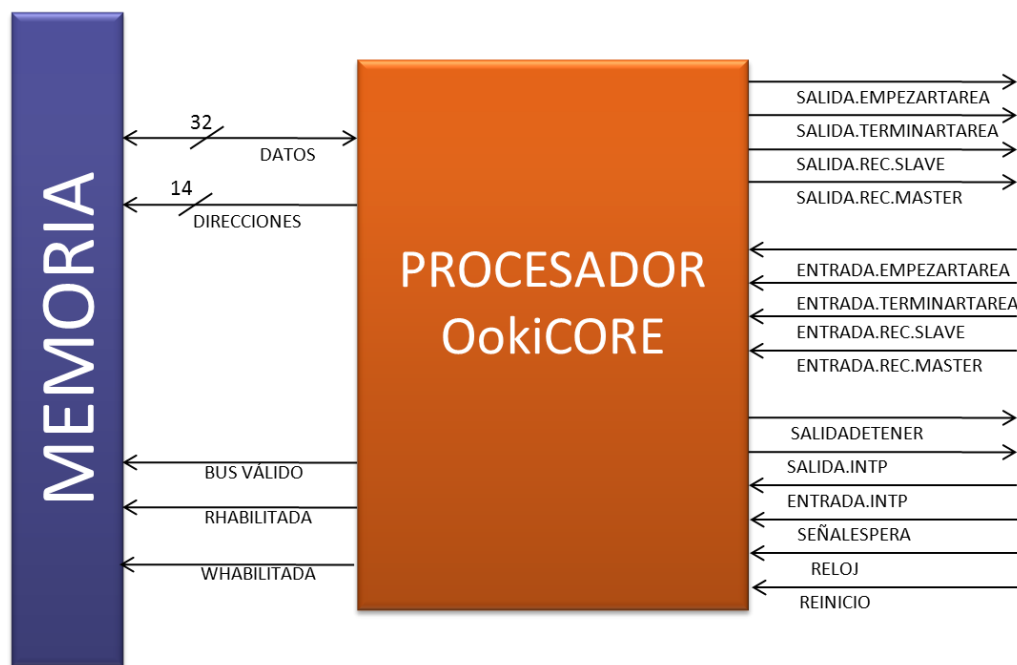 MEMORIA
32
DATOS
14
DIRECCIONES
BUS VÁLIDO
RHABILITADA
WHABILITADA
PROCESADOR
OokiCORE
SALIDA.EMPEZARTAREA
SALIDA.TERMINARTAREA
SALIDA.REC.SLAVE
SALIDA.REC.MASTER
ENTRADA.EMPEZARTAREA
ENTRADA.TERMINARTAREA
ENTRADA.REC.SLAVE
ENTRADA.REC.MASTER
SALIDADETENER
SALIDA.INTP
ENTRADA.INTP
SEÑALESPERA
RELOJ
REINICIO